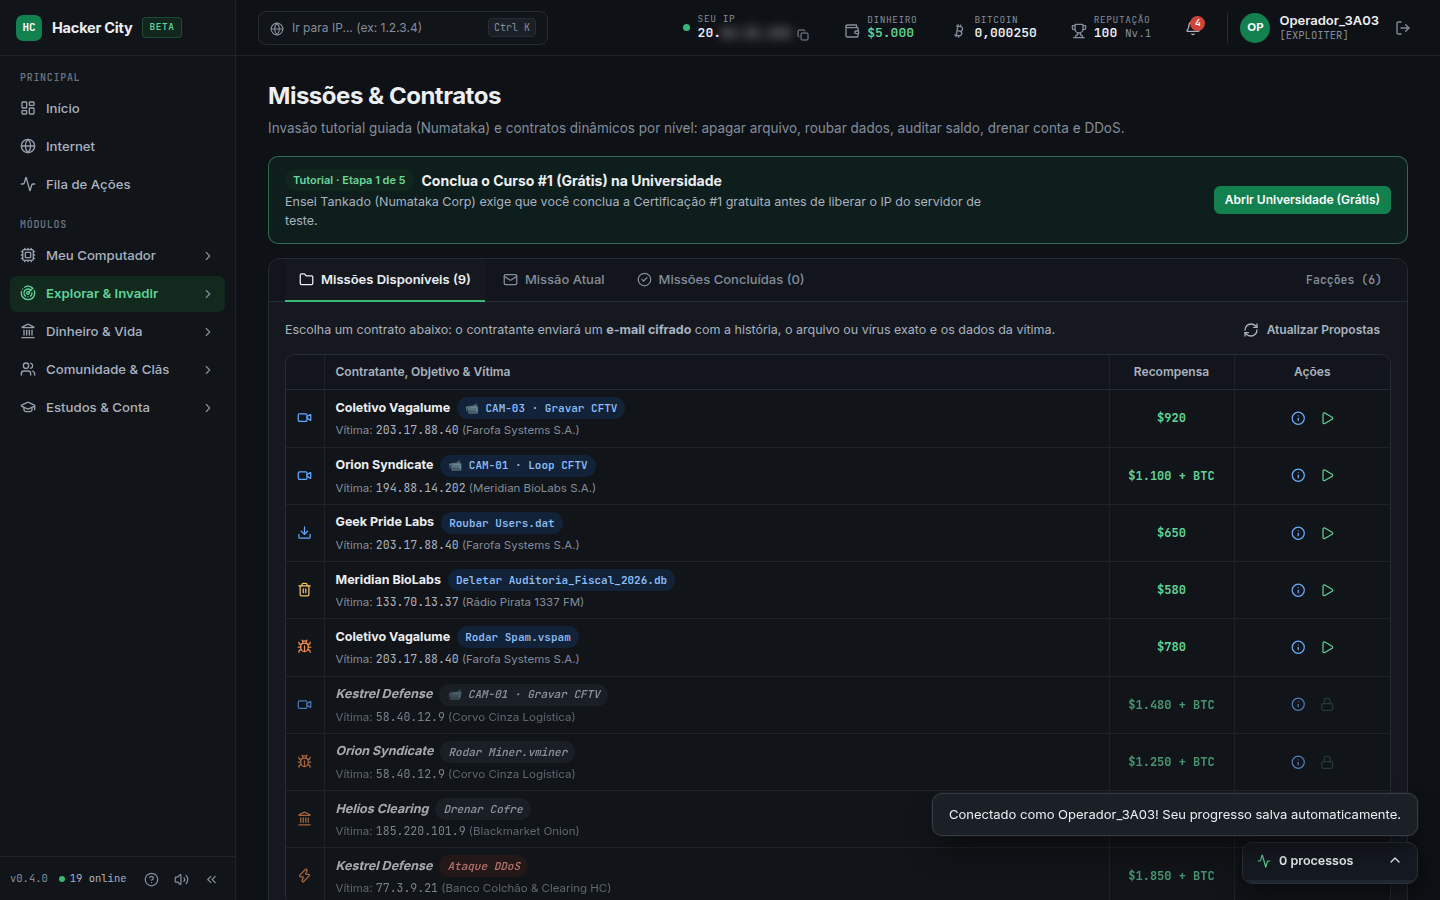 HC Hacker City BETA
Ir para IP... (ex: 1.2.3.4) Ctrl K
SEU IP
20.
DINHEIRO
$5.000
BITCOIN
0,000250
REPUTAÇÃO
100 Nv.1
4
OP
Operador_3A03
[EXPLOITER]
PRINCIPAL
Início
Internet
Fila de Ações
MÓDULOS
Meu Computador
Explorar & Invadir
Dinheiro & Vida
Comunidade & Clãs
Estudos & Conta
v0.4.0 19 online
Missões & Contratos
Invasão tutorial guiada (Numataka) e contratos dinâmicos por nível: apagar arquivo, roubar dados, auditar saldo, drenar conta e DDoS.
Tutorial · Etapa 1 de 5 Conclua o Curso #1 (Grátis) na Universidade
Ensei Tankado (Numataka Corp) exige que você conclua a Certificação #1 gratuita antes de liberar o IP do servidor de
teste.
Abrir Universidade (Grátis)
Missões Disponíveis (9) Missão Atual Missões Concluídas (0) Facções (6)
Escolha um contrato abaixo: o contratante enviará um e-mail cifrado com a história, o arquivo ou vírus exato e os dados da vítima.
Atualizar Propostas
Contratante, Objetivo & Vítima Recompensa Ações
Coletivo Vagalume CAM-03 · Gravar CFTV
Vítima: 203.17.88.40 (Farofa Systems S.A.)
$920
Orion Syndicate CAM-01 · Loop CFTV
Vítima: 194.88.14.202 (Meridian BioLabs S.A.)
$1.100 + BTC
Geek Pride Labs Roubar Users.dat
Vítima: 203.17.88.40 (Farofa Systems S.A.)
$650
Meridian BioLabs Deletar Auditoria_Fiscal_2026.db
Vítima: 133.70.13.37 (Rádio Pirata 1337 FM)
$580
Coletivo Vagalume Rodar Spam.vspam
Vítima: 203.17.88.40 (Farofa Systems S.A.)
$780
Kestrel Defense CAM-01 · Gravar CFTV
Vítima: 58.40.12.9 (Corvo Cinza Logística)
$1.480 + BTC
Orion Syndicate Rodar Miner.vminer
Vítima: 58.40.12.9 (Corvo Cinza Logística)
$1.250 + BTC
Helios Clearing Drenar Cofre
Vítima: 185.220.101.9 (Blackmarket Onion)
Kestrel Defense Ataque DDoS
Vítima: 77.3.9.21 (Banco Colchão & Clearing HC)
$1.850 + BTC
Conectado como Operador_3A03! Seu progresso salva automaticamente.
0 processos